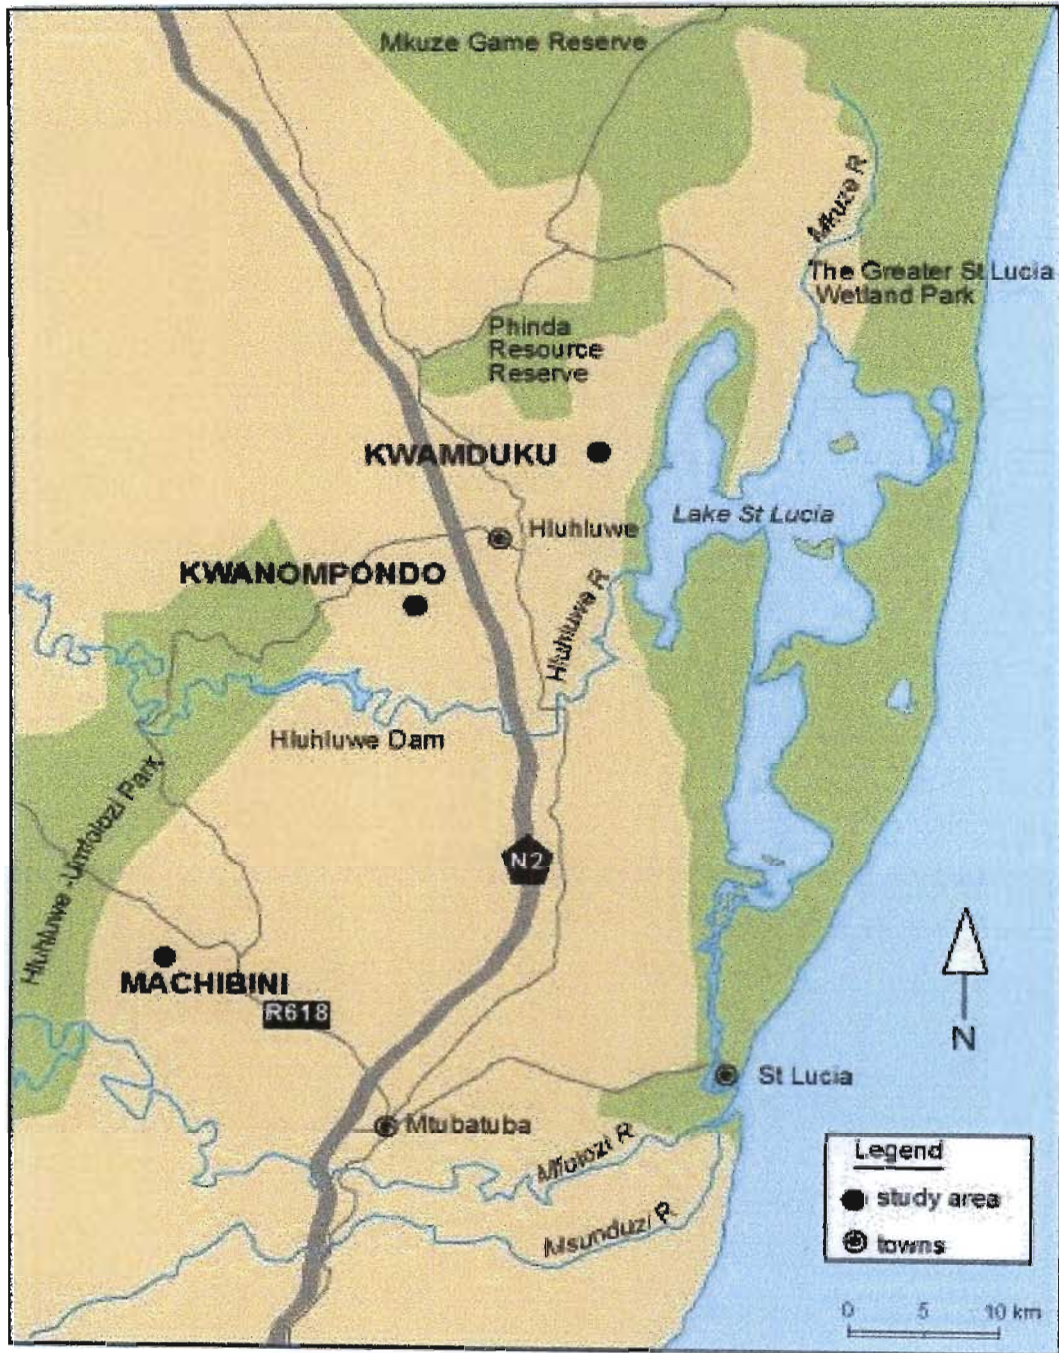 Mkuze Game Reserve
Mkuze R
The Greater St Lucia
Wetland Park
Phinda
Resource
Reserve
KWAMDUKU
Lake St Lucia
Hluhluwe
KWANOMPONDO
Hluhluwe R
Hluhluwe Dam
Hluhluwe -Umfolozi Park
N2
MACHIBINI
R618
N
St Lucia
Mtubatuba
Mfolozi R
Msunduzi R
Legend
study area
towns
0 5 10 km